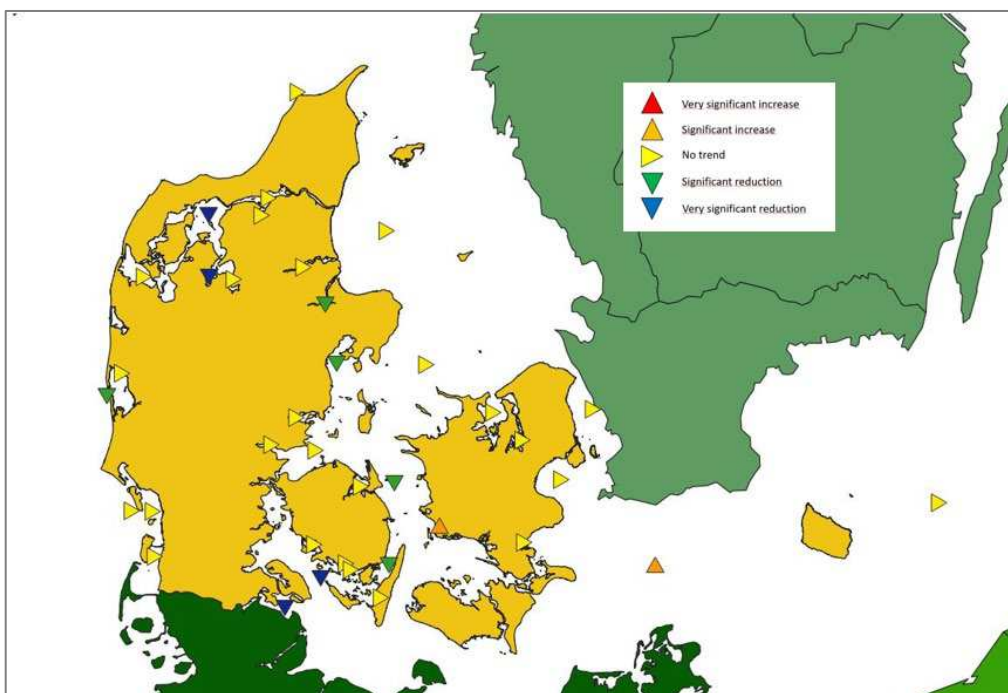 Very significant increase
Significant increase
No trend
Significant reduction
Very significant reduction